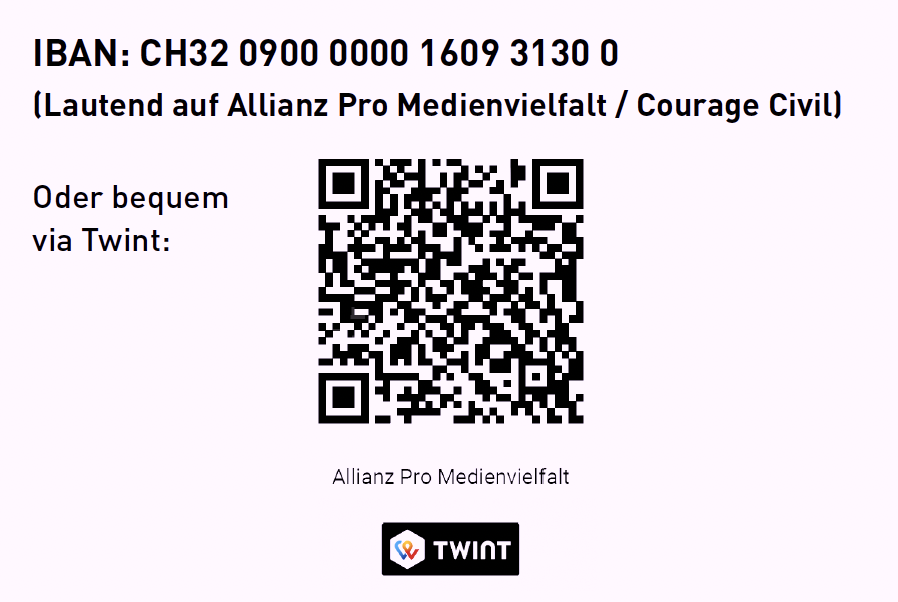 IBAN: CH32 0900 0000 1609 3130 0
(Lautend auf Allianz Pro Medienvielfalt / Courage Civil)
Oder bequem
via Twint:
Allianz Pro Medienvielfalt
TWINT